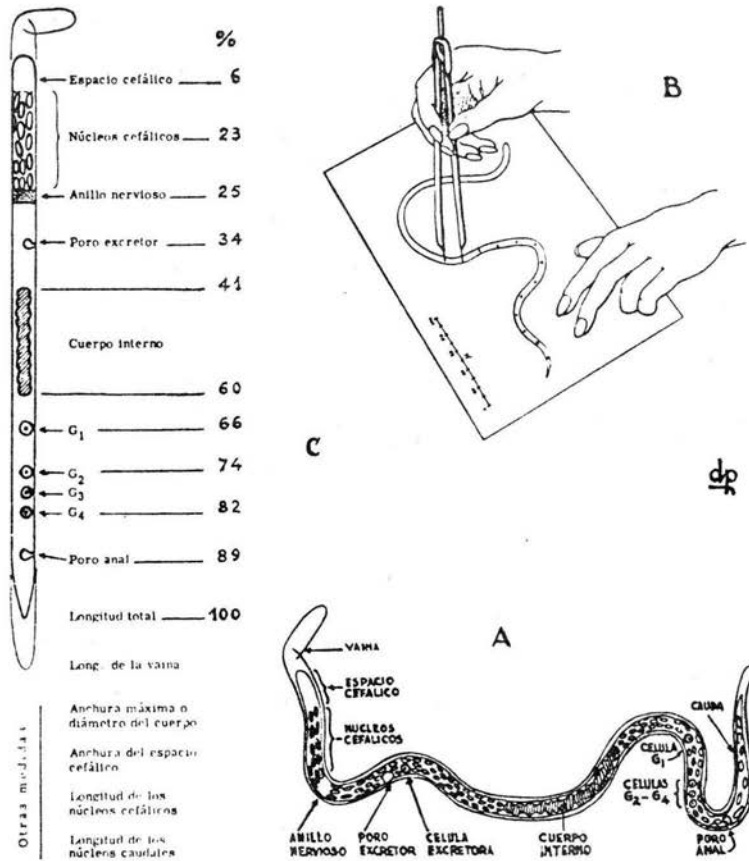 %
Espacio cefálico 6
Núcleos cefálicos 23
Anillo nervioso 25
Poro excretor 34
41
Cuerpo interno
60
G1 66
G2 74
G3
G4 82
Poro anal 89
Longitud total 100
Long. de la vaina
Otras medidas
Anchura máxima o
diámetro del cuerpo
Anchura del espacio
cefálico
Longitud de los
núcleos cefálicos
Longitud de los
núcleos caudales
B
C
dp
A
VAINA
ESPACIO
CEFALICO
NUCLEOS
CEFÁLICOS
ANILLO
NERVIOSO
PORO
EXCRETOR
CELULA
EXCRETORA
CUERPO
INTERNO
CELULA
G1
CELULAS
G2-G4
CAUDA
PORO
ANAL